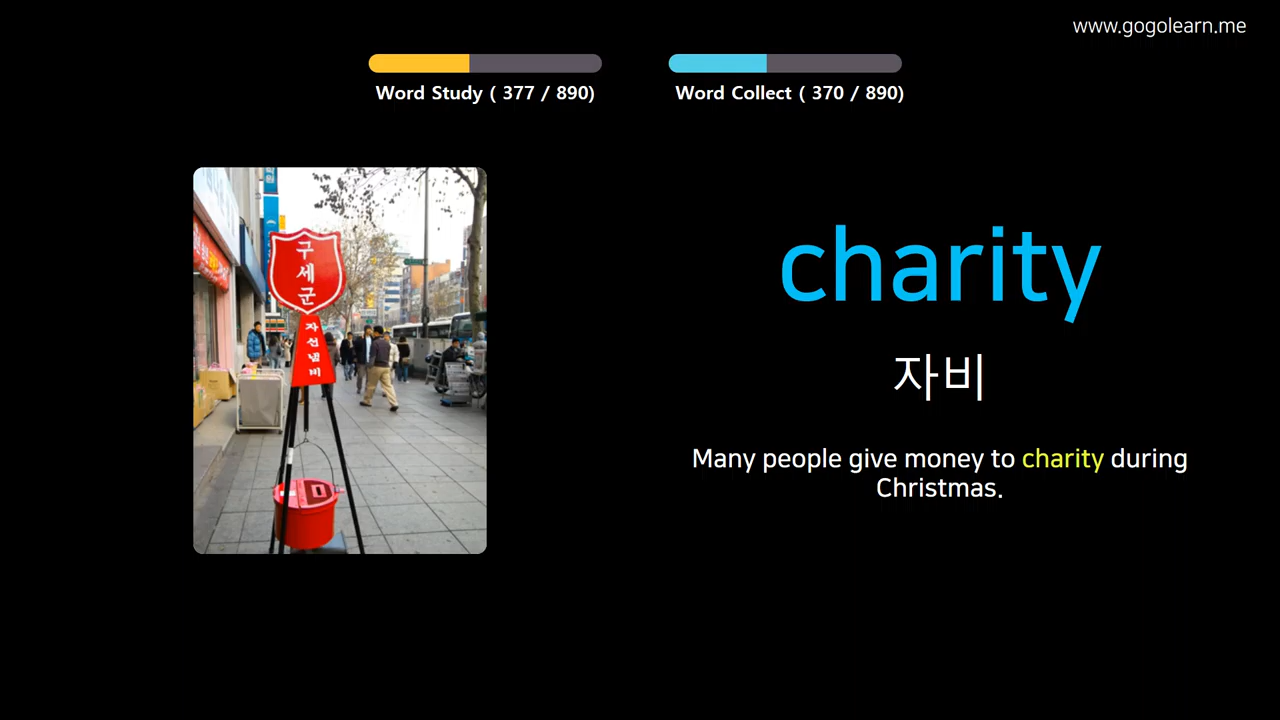 www.gogolearn.me
Word Study ( 377 / 890)
Word Collect ( 370 / 890)
구
세
군
자
선
냄
비
charity
자비
Many people give money to charity during
Christmas.